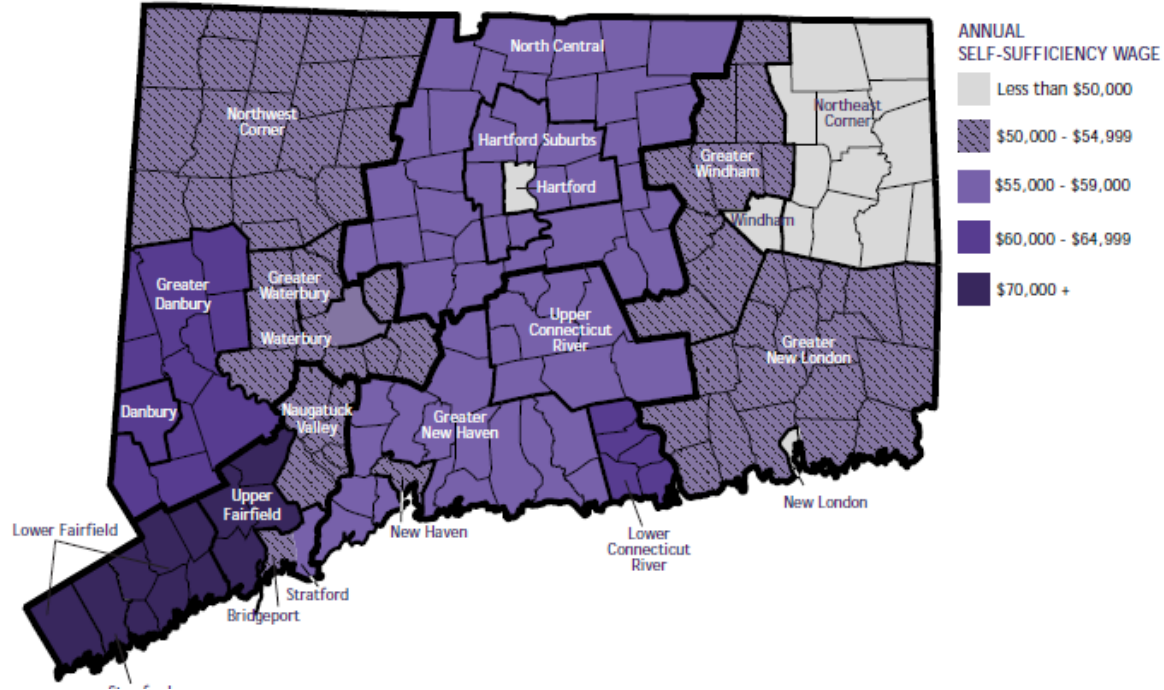 ANNUAL
SELF-SUFFICIENCY WAGE
Less than $50,000
$50,000 - $54,999
$55,000 - $59,000
$60,000 - $64,999
$70,000 +
North Central
Northwest
Corner
Hartford Suburbs
Hartford
Northeast
Corner
Greater
Windham
Windham
Greater
Danbury
Greater
Waterbury
Waterbury
Upper
Connecticut
River
Greater
New London
Danbury
Naugatuck
Valley
Greater
New Haven
Upper
Fairfield
New London
Lower Fairfield
New Haven
Lower
Connecticut
River
Stratford
Bridgeport